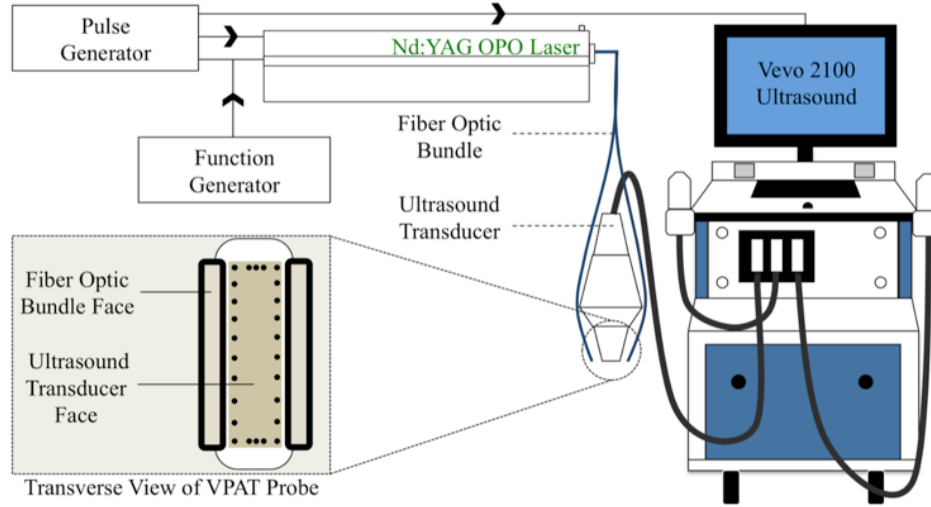 Pulse
Generator
Nd:YAG OPO Laser
Vevo 2100
Ultrasound
Fiber Optic
Bundle
Function
Generator
Ultrasound
Transducer
Fiber Optic
Bundle Face
Ultrasound
Transducer
Face
Transverse View of VPAT Probe